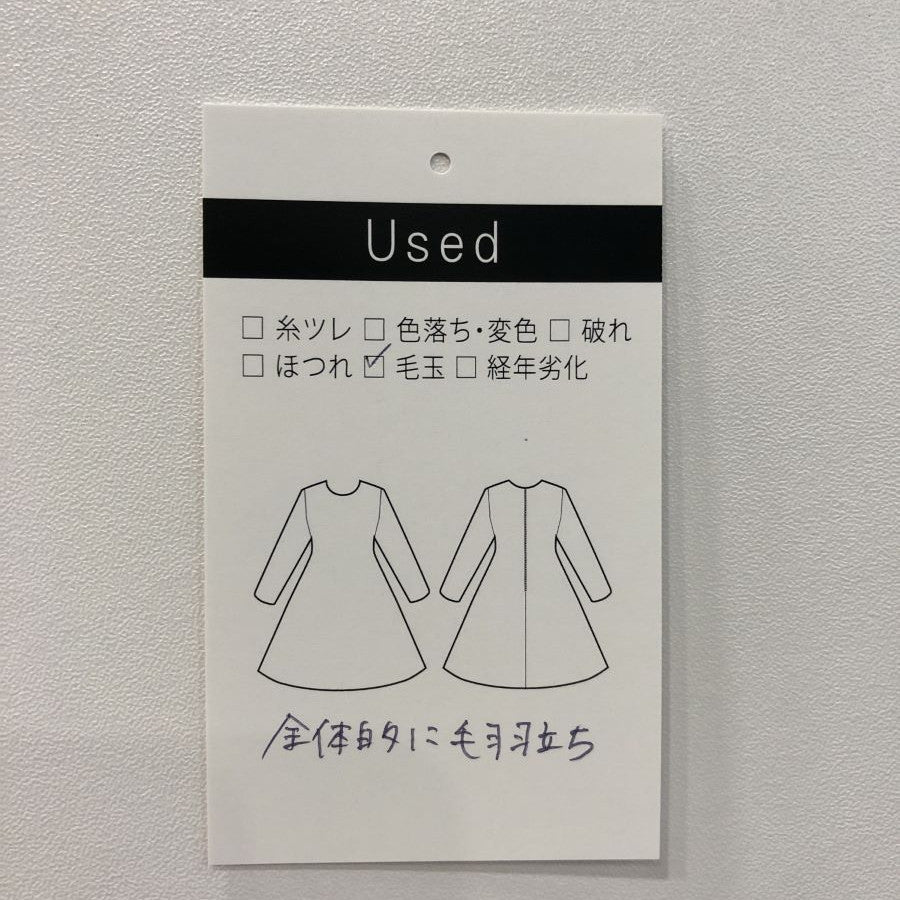 Used
☐ 糸ツレ ☐ 色落ち・変色 ☐ 破れ
☐ ほつれ ☑ 毛玉 ☐ 経年劣化
全体的に毛羽立ち